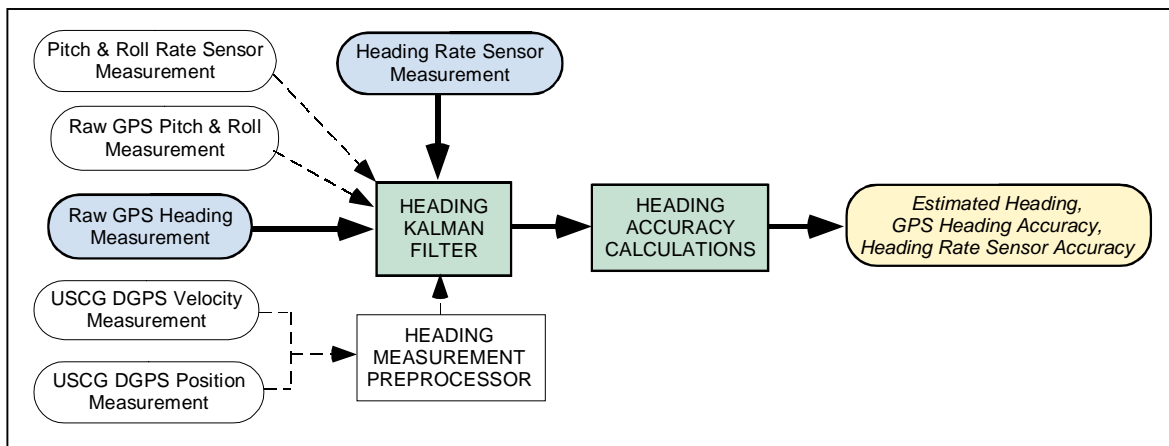 Pitch & Roll Rate Sensor
Measurement
Heading Rate Sensor
Measurement
Raw GPS Pitch & Roll
Measurement
Raw GPS Heading
Measurement
HEADING
KALMAN
FILTER
HEADING
ACCURACY
CALCULATIONS
Estimated Heading,
GPS Heading Accuracy,
Heading Rate Sensor Accuracy
USCG DGPS Velocity
Measurement
HEADING
MEASUREMENT
PREPROCESSOR
USCG DGPS Position
Measurement